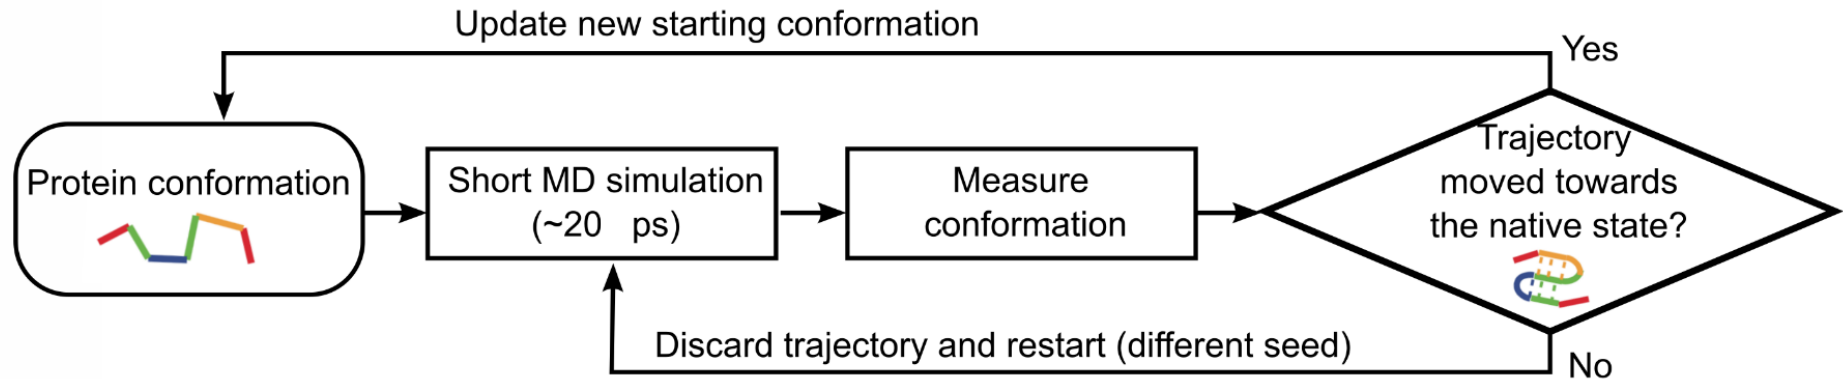 Update new starting conformation
Yes
Protein conformation
Short MD simulation
(~20 ps)
Measure
conformation
Trajectory
moved towards
the native state?
Discard trajectory and restart (different seed)
No